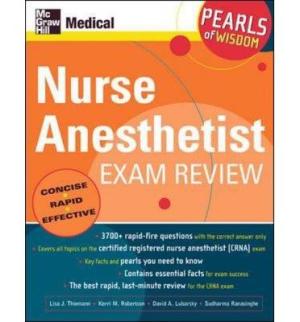 Mc
Graw
Hill
Medical
PEARLS
of WISDOM
Nurse
Anesthetist
EXAM REVIEW
CONCISE
• RAPID •
EFFECTIVE
• 3700+ rapid-fire questions with the correct answer only
• Covers all topics on the certified registered nurse anesthetist (CRNA) exam
• Key facts and pearls you need to know
• Contains essential facts for exam success
• The best rapid, last-minute review for the CRNA exam
Lisa J. Thiemann Kerri M. Robertson David A. Lubarsky Sudharma Ranasinghe